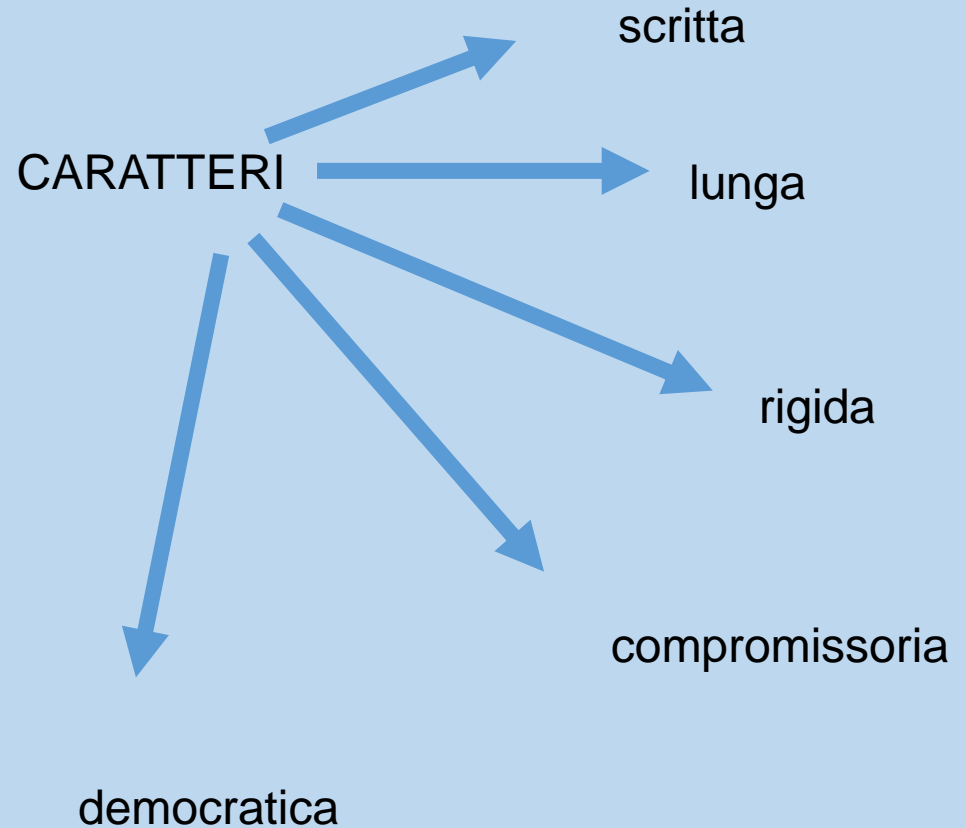 scritta
CARATTERI
lunga
rigida
compromissoria
democratica